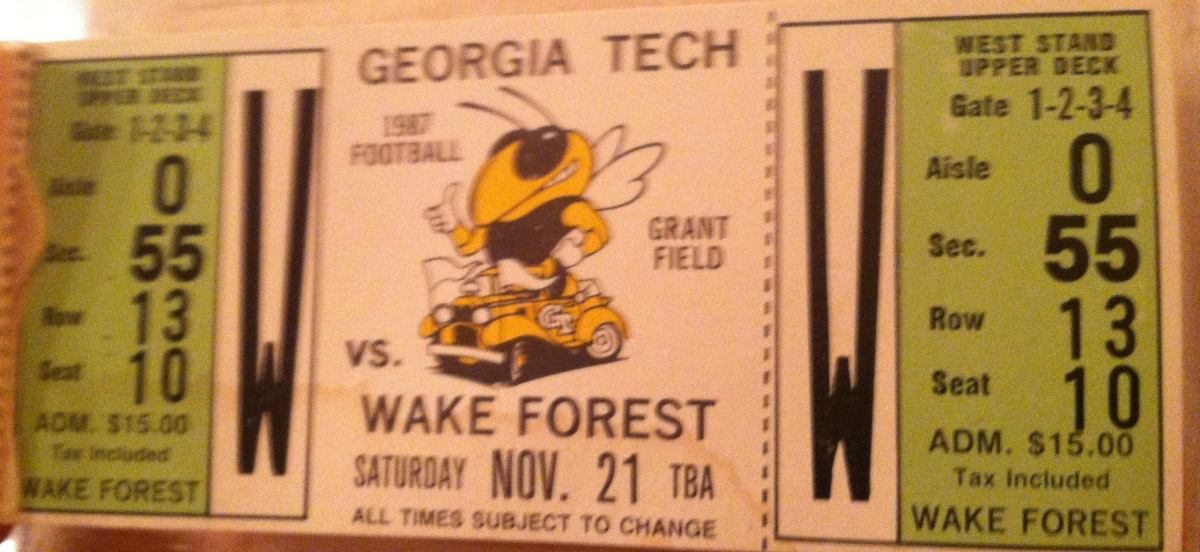 WEST STAND
UPPER DECK
Gate 1-2-3-4
Aisle 0
Sec. 55
Row 13
Seat 10
ADM. $15.00
Tax Included
WAKE FOREST
W
GEORGIA TECH
1987
FOOTBALL
GRANT
FIELD
GT
VS.
WAKE FOREST
SATURDAY NOV. 21 TBA
ALL TIMES SUBJECT TO CHANGE
W
WEST STAND
UPPER DECK
Gate 1-2-3-4
Aisle 0
Sec. 55
Row 13
Seat 10
ADM. $15.00
Tax Included
WAKE FOREST